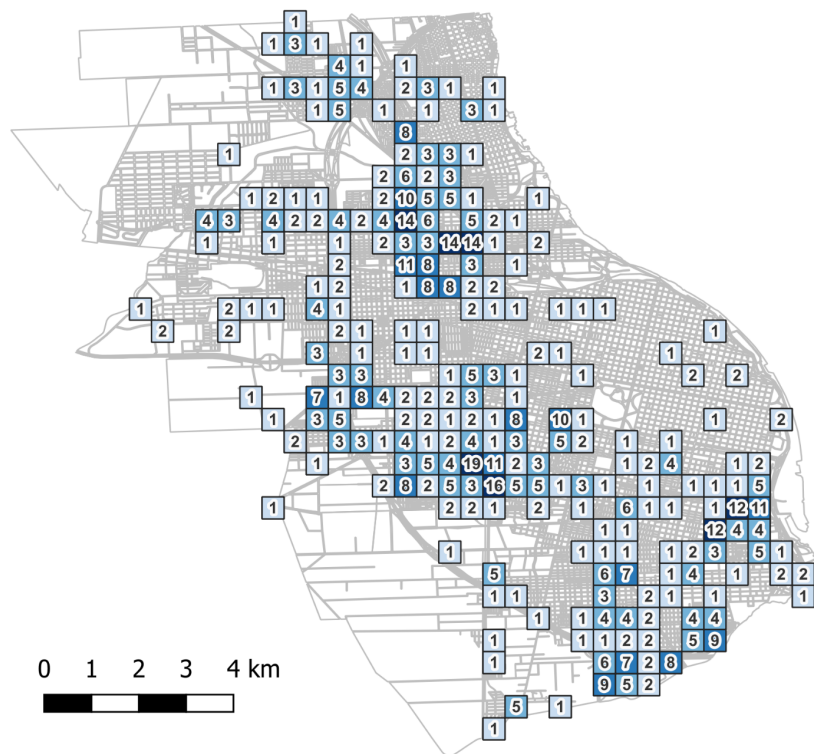 1
1 3 1 1
4 1 1
1 3 1 5 4 2 3 1 1
1 5 1 1 3 1
8
1 2 3 3 1
2 6 2 3
1 2 1 1 2 10 5 5 1 1
4 3 4 2 2 4 2 4 14 6 5 2 1
1 1 1 2 3 3 14 14 1 2
2 11 8 3 1
1 2 1 8 8 2 2
1 2 1 1 4 1 2 1 1 1 1 1
2 2 2 1 1 1 1
3 1 1 1 2 1 1
3 3 1 5 3 1 1 2 2
1 7 1 8 4 2 2 2 3 1
1 3 5 2 2 1 2 1 8 10 1 1 2
2 3 3 1 4 1 2 4 1 3 5 2 1 1
1 3 5 4 19 11 2 3 1 2 4 1 2
2 8 2 5 3 16 5 5 1 3 1 1 1 1 1 5
1 2 2 1 2 1 6 1 1 1 12 11
1 1 12 4 4
1 1 1 1 1 2 3 5 1
5 6 7 1 4 1 2 2
1 1 3 2 1 1 1
1 1 4 4 2 4 4
1 1 1 2 2 5 9
1 6 7 2 8
9 5 2
5 1
1
0 1 2 3 4 km